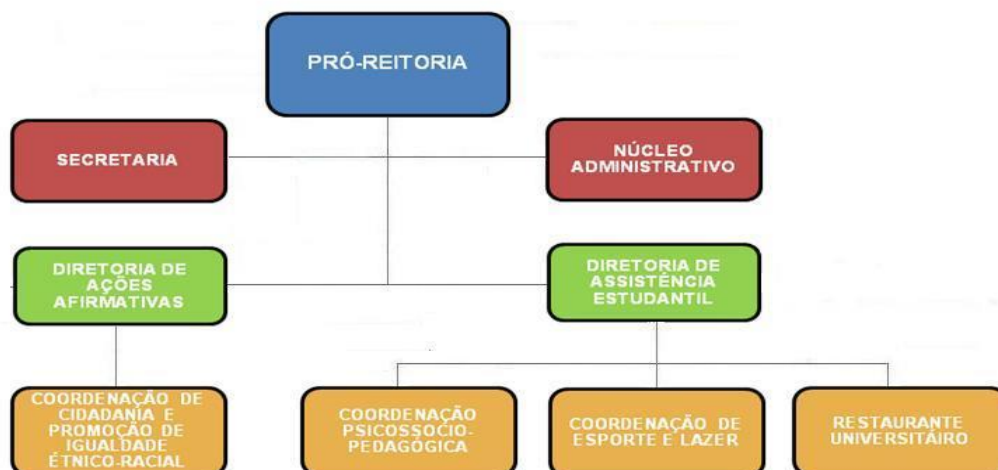 PRÓ-REITORIA
SECRETARIA
NÚCLEO
ADMINISTRATIVO
DIRETORIA DE
AÇÕES
AFIRMATIVAS
DIRETORIA DE
ASSISTÊNCIA
ESTUDANTIL
COORDENAÇÃO DE
CIDADANIA E
PROMOÇÃO DE
IGUALDADE
ÉTNICO-RACIAL
COORDENAÇÃO
PSICOSSOCIO-
PEDAGÓGICA
COORDENAÇÃO DE
ESPORTE E LAZER
RESTAURANTE
UNIVERSITÁIRO